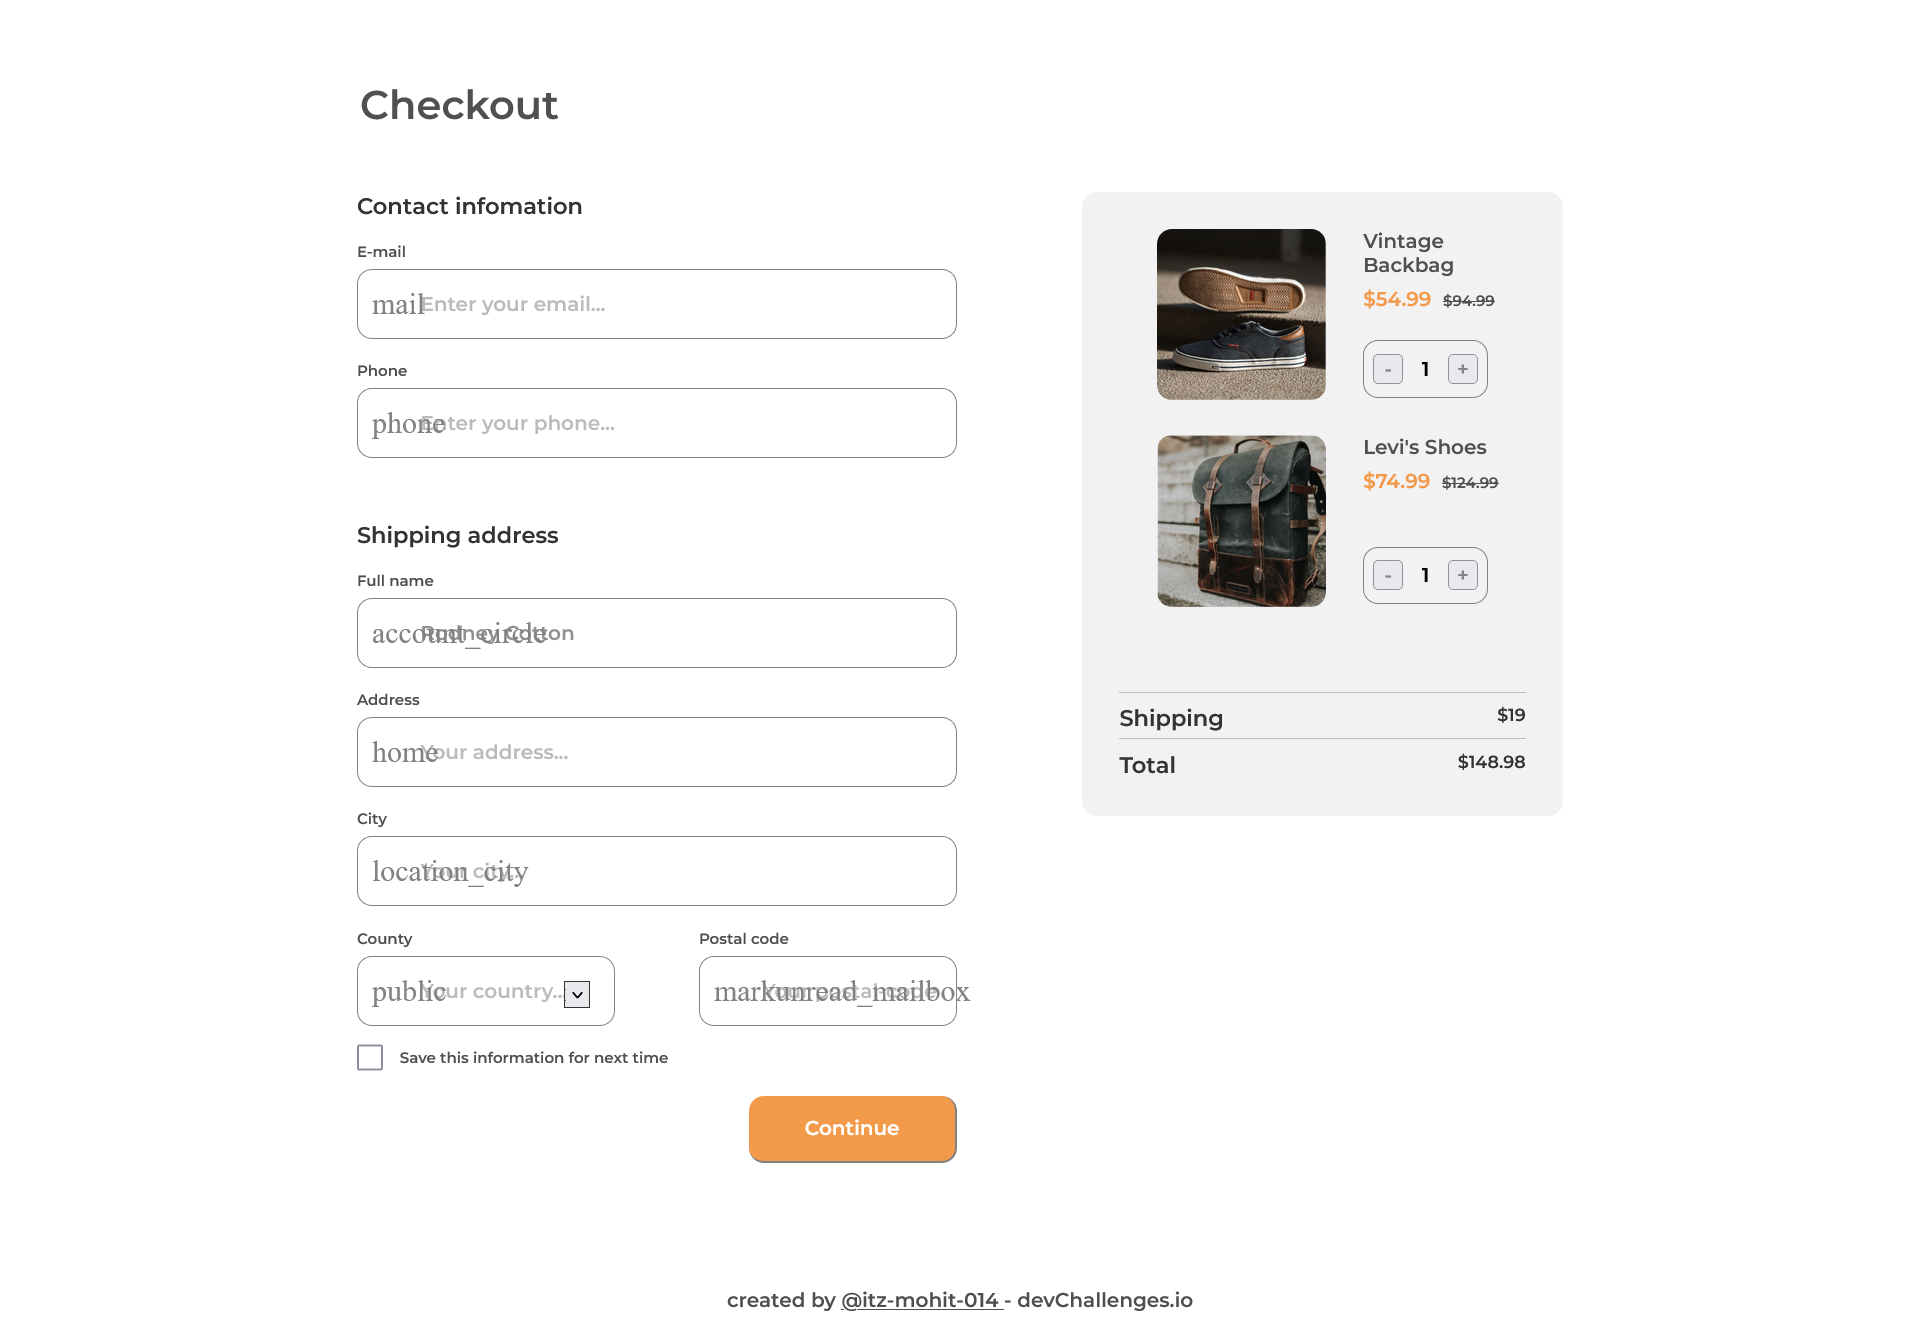 Checkout
Contact infomation
E-mail
mail Enter your email...
Phone
phone Enter your phone...
Shipping address
Full name
account_circle Rodney Cotton
Address
home Your address...
City
location_city Your city...
County
public Your country...
Postal code
markunread_mailbox Your postal code...
Save this information for next time
Continue
Vintage
Backbag
$54.99 $94.99
- 1 +
Levi's Shoes
$74.99 $124.99
- 1 +
Shipping $19
Total $148.98
created by @itz-mohit-014 - devChallenges.io